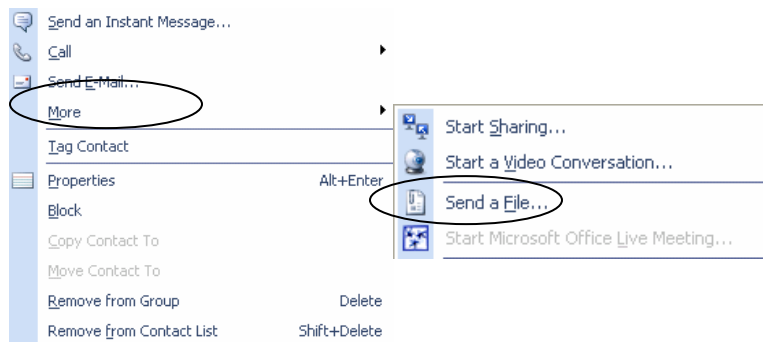 Send an Instant Message...
Call
Send E-Mail...
More
Tag Contact
Properties Alt+Enter
Block
Copy Contact To
Move Contact To
Remove from Group Delete
Remove from Contact List Shift+Delete
Start Sharing...
Start a Video Conversation...
Send a File...
Start Microsoft Office Live Meeting...